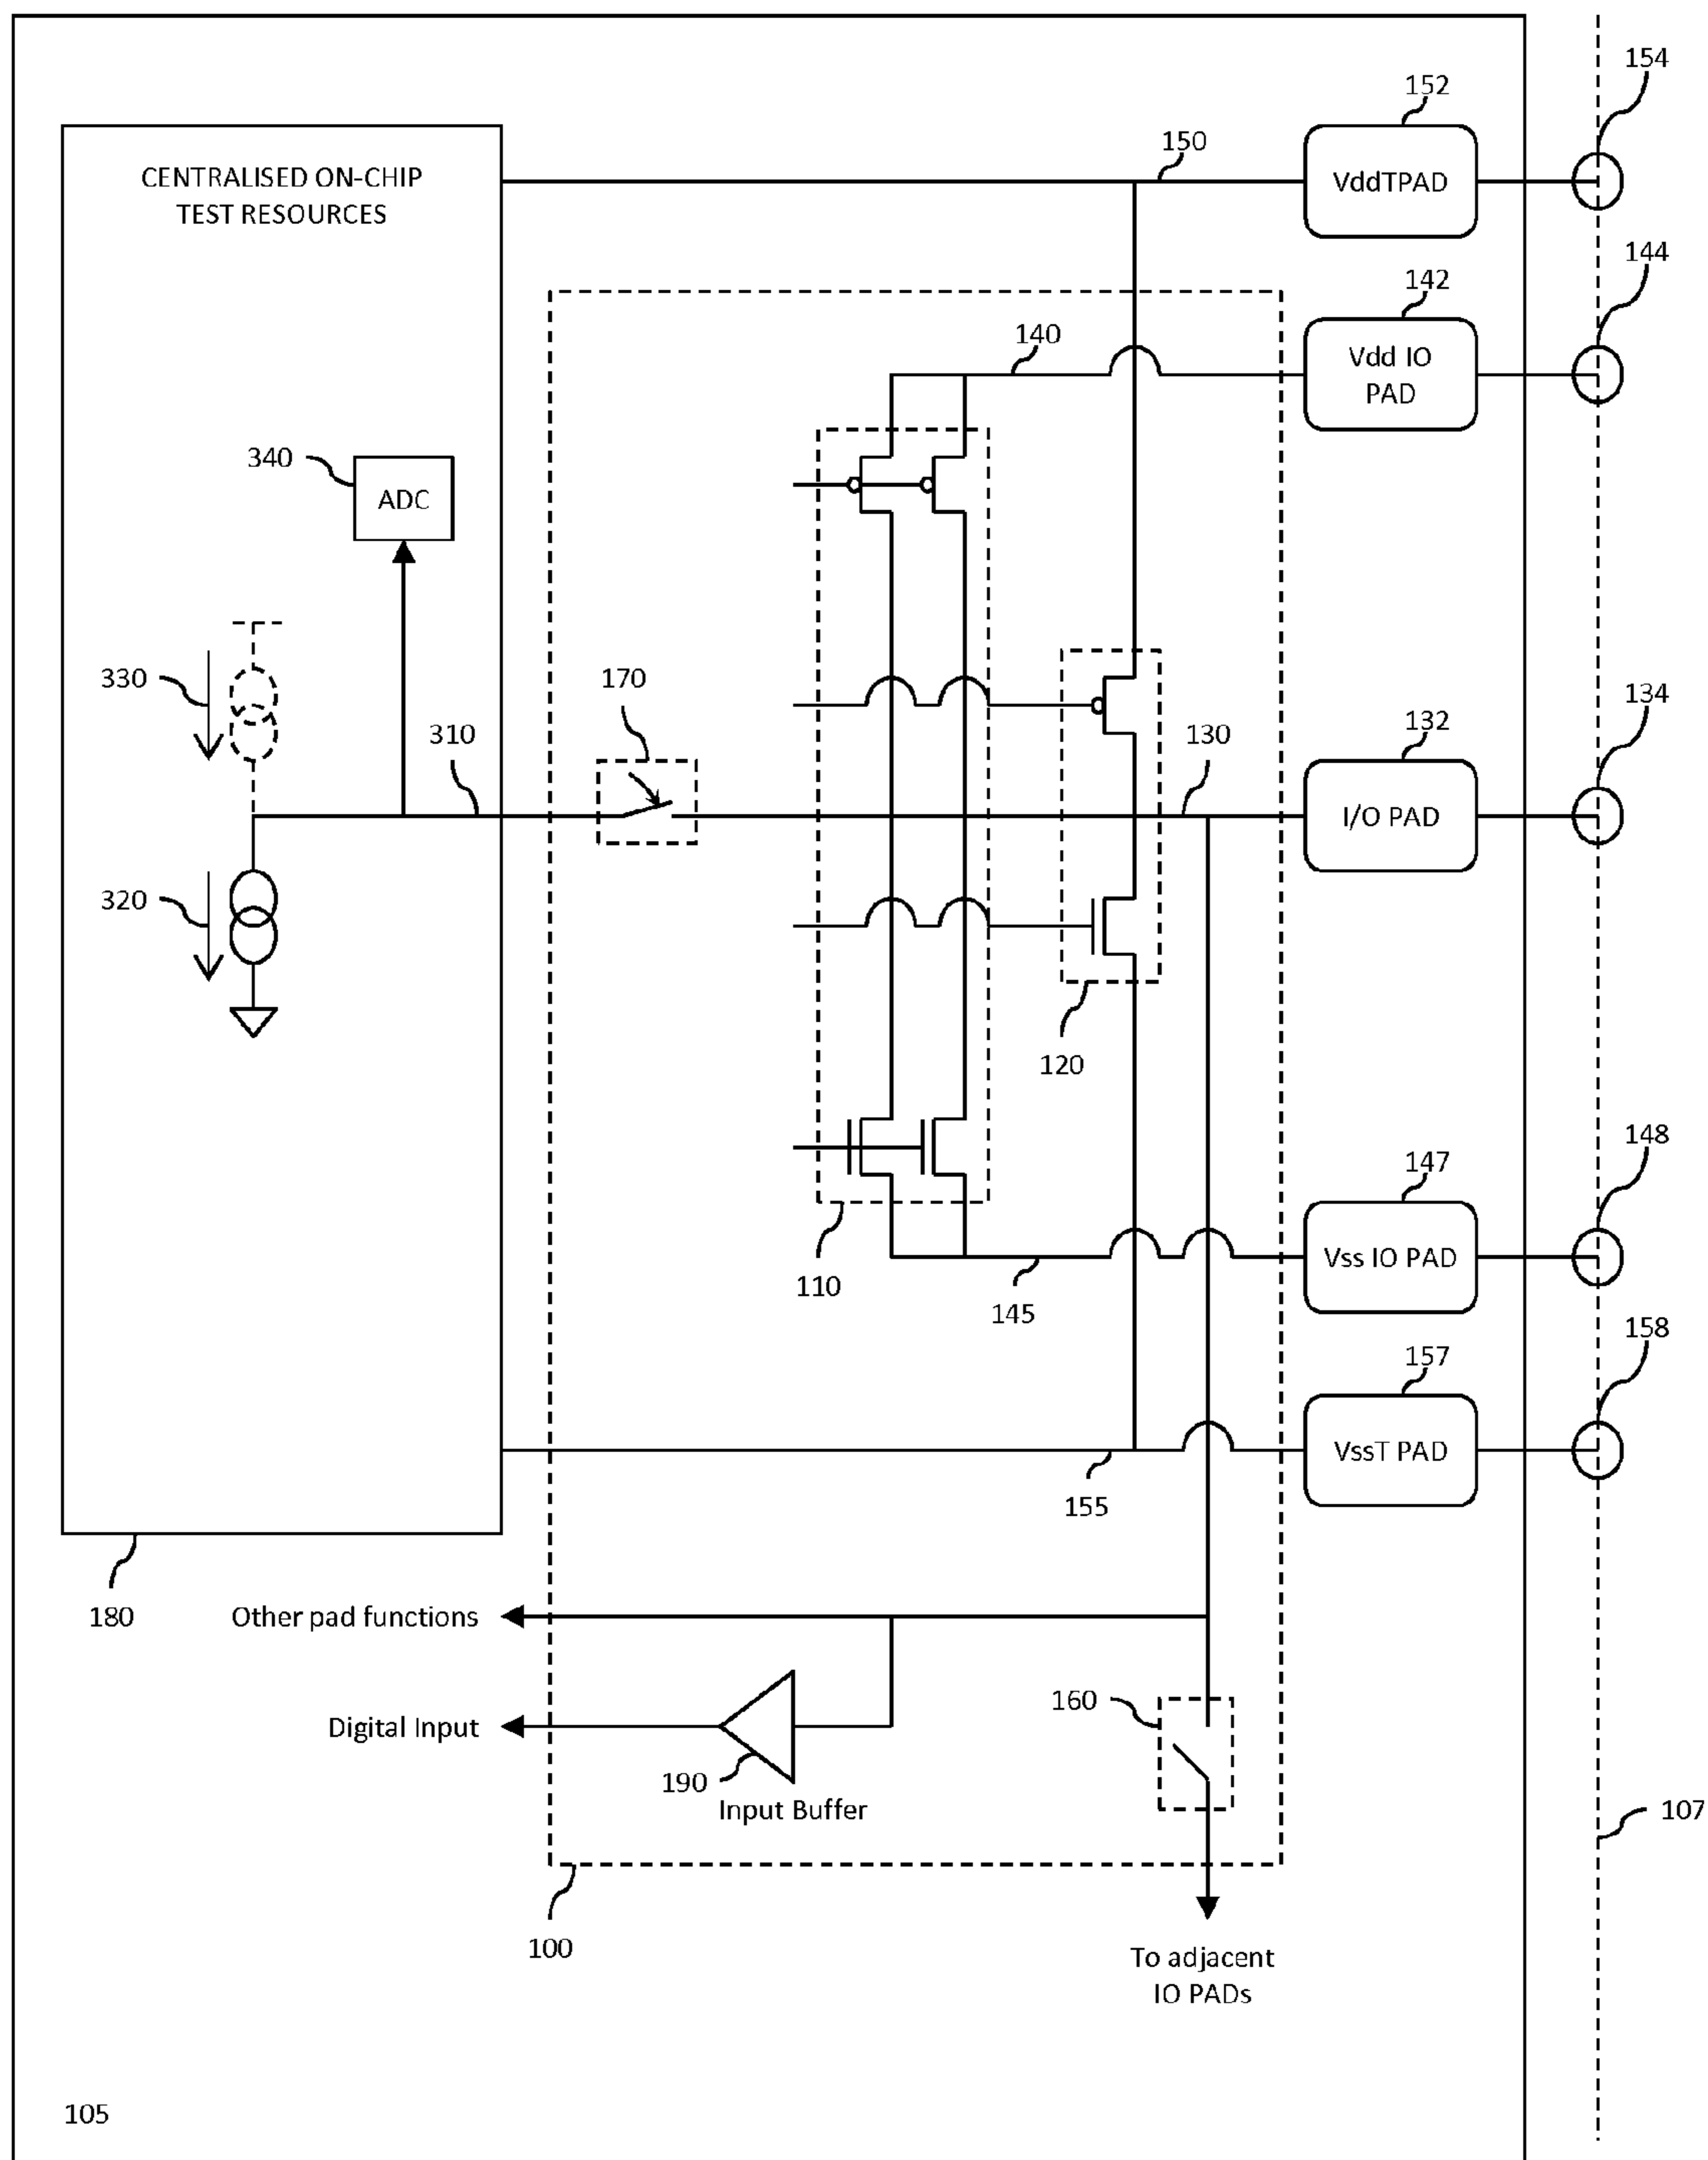 154
152
150
CENTRALISED ON-CHIP
TEST RESOURCES
VddTPAD
144
142
140
Vdd IO
PAD
340
ADC
330
170
134
310
130
132
I/O PAD
320
120
148
147
110
145
Vss IO PAD
158
157
155
VssT PAD
180
Other pad functions
160
Digital Input
190
Input Buffer
107
100
To adjacent
IO PADs
105